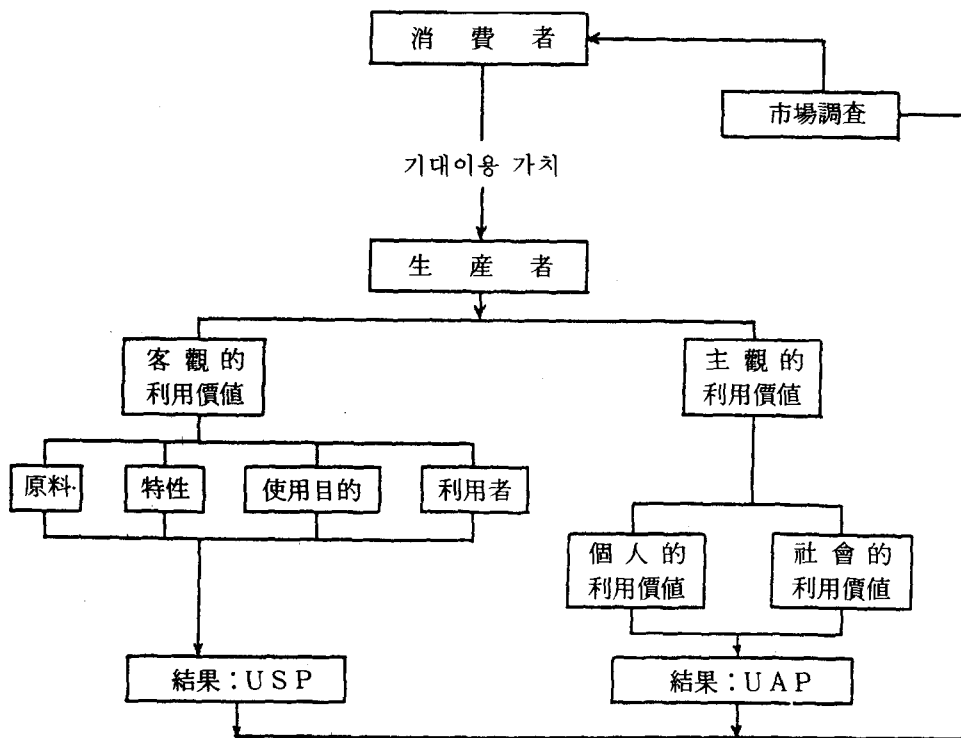 消費者
市場調査
기대이용 가치
生産者
客觀的
利用價値
主觀的
利用價値
原料
特性
使用目的
利用者
個人的
利用價値
社會的
利用價値
結果:USP
結果:UAP